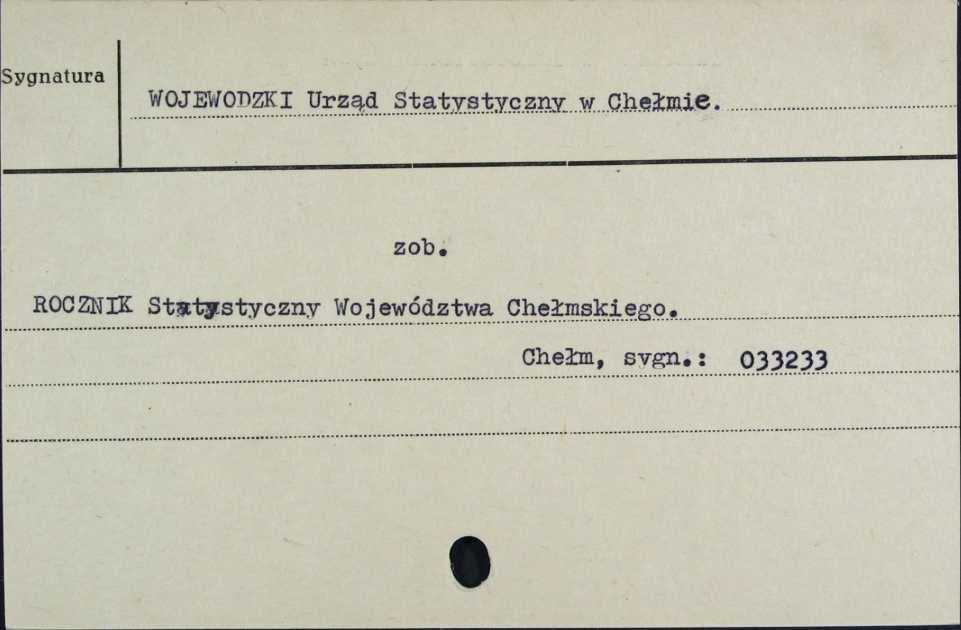 Sygnatura
WOJEWODZKI Urząd Statystyczny w Chełmie.
zob.
ROCZNIK Statystyczny Województwa Chełmskiego.
Chełm, sygn.: 033233